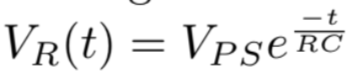 V_R(t) = V_{PS}e^{\frac{-t}{RC}}